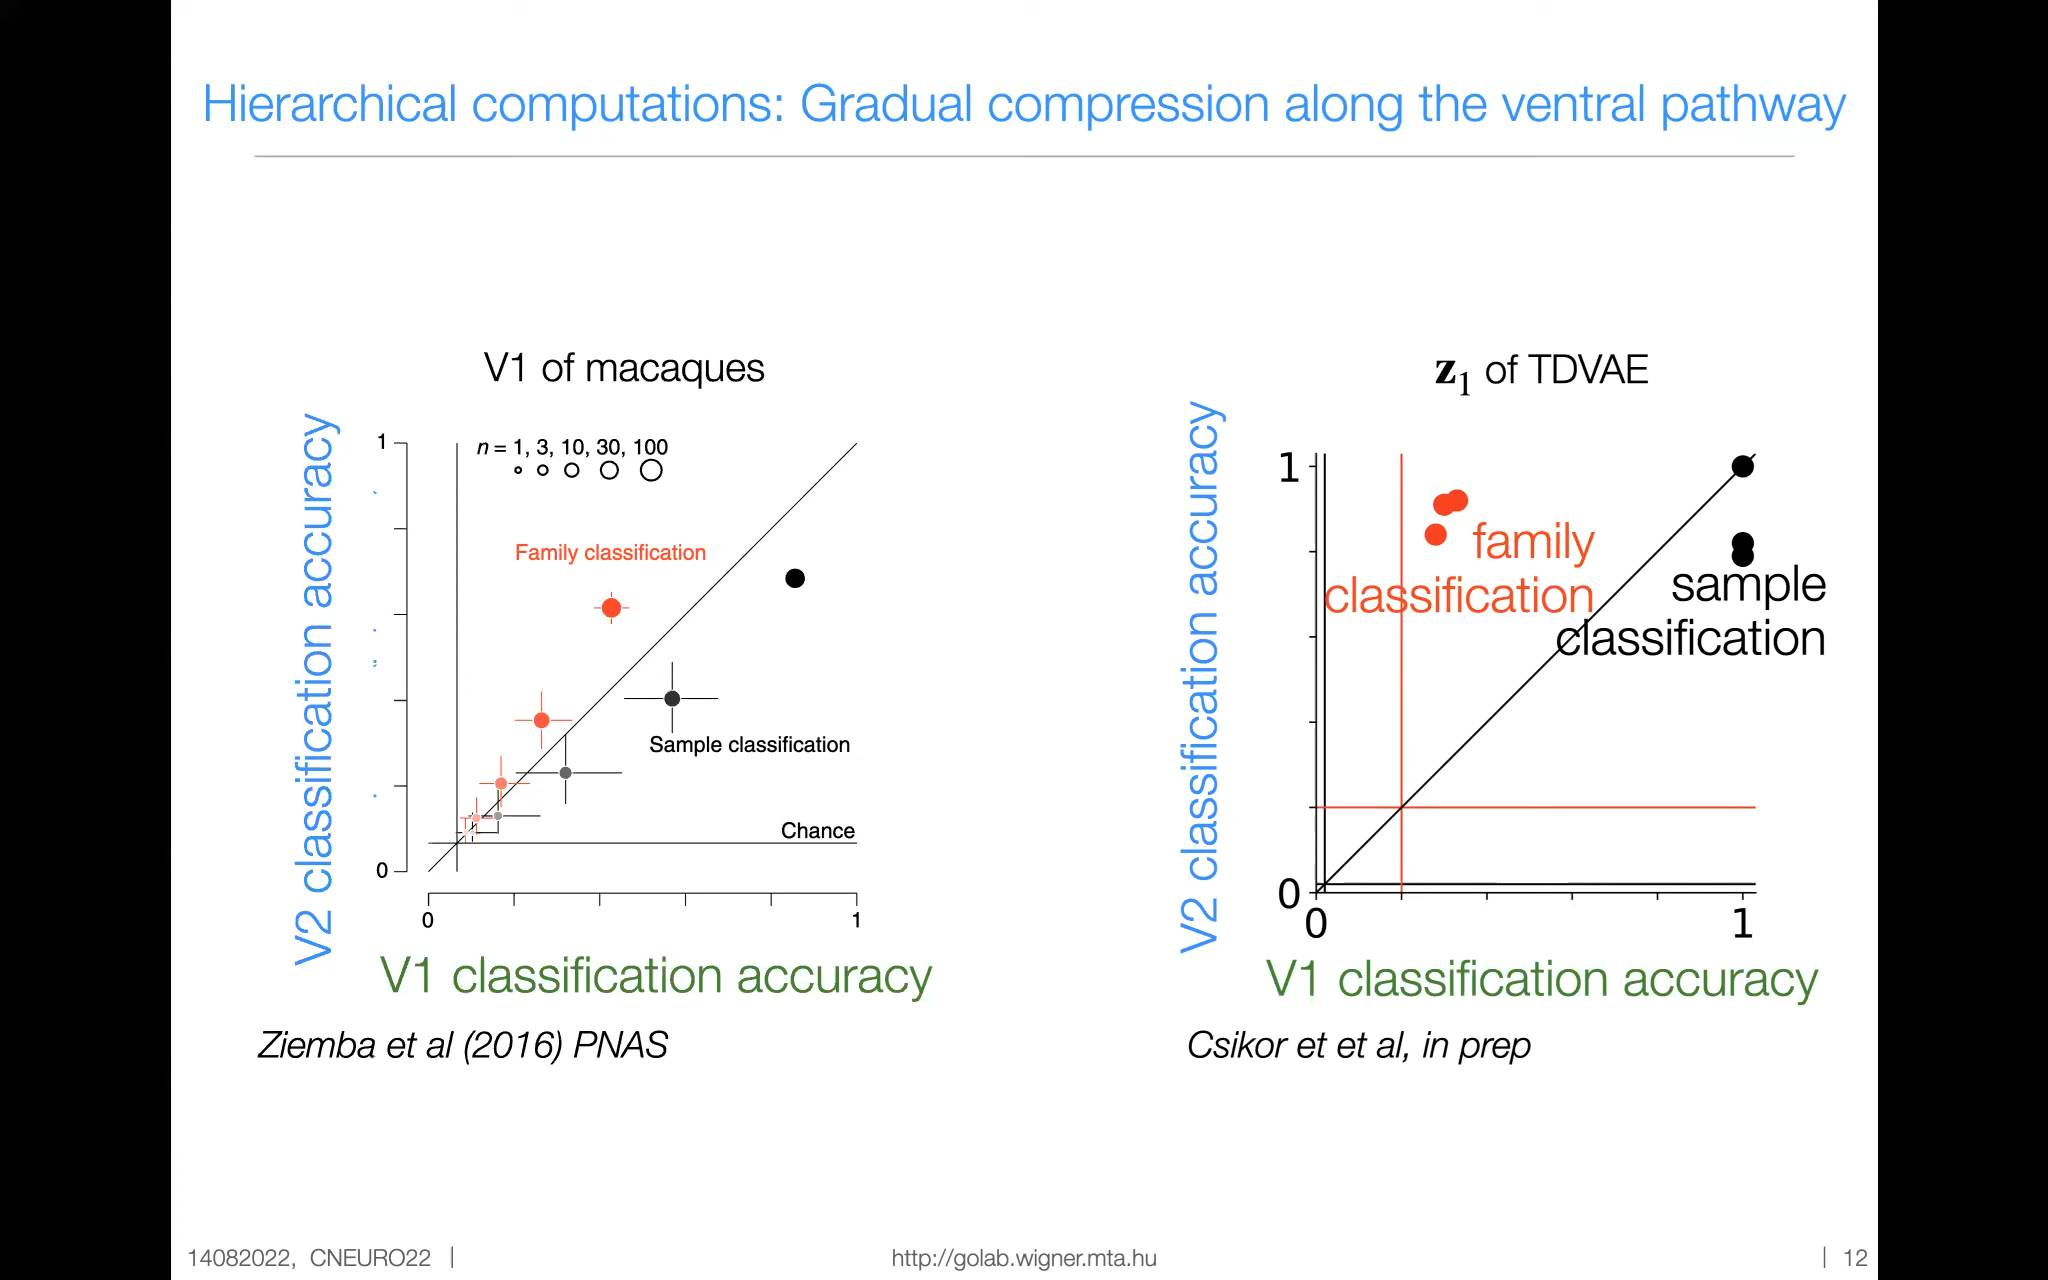 Hierarchical computations: Gradual compression along the ventral pathway
V1 of macaques
V2 classification accuracy
1
n = 1, 3, 10, 30, 100
Family classification
Sample classification
Chance
0
0
1
V1 classification accuracy
Ziemba et al (2016) PNAS
z1 of TDVAE
V2 classification accuracy
1
family
classification
sample
classification
0
0
1
V1 classification accuracy
Csikor et et al, in prep
14082022, CNEURO22 |
http://golab.wigner.mta.hu
| 12